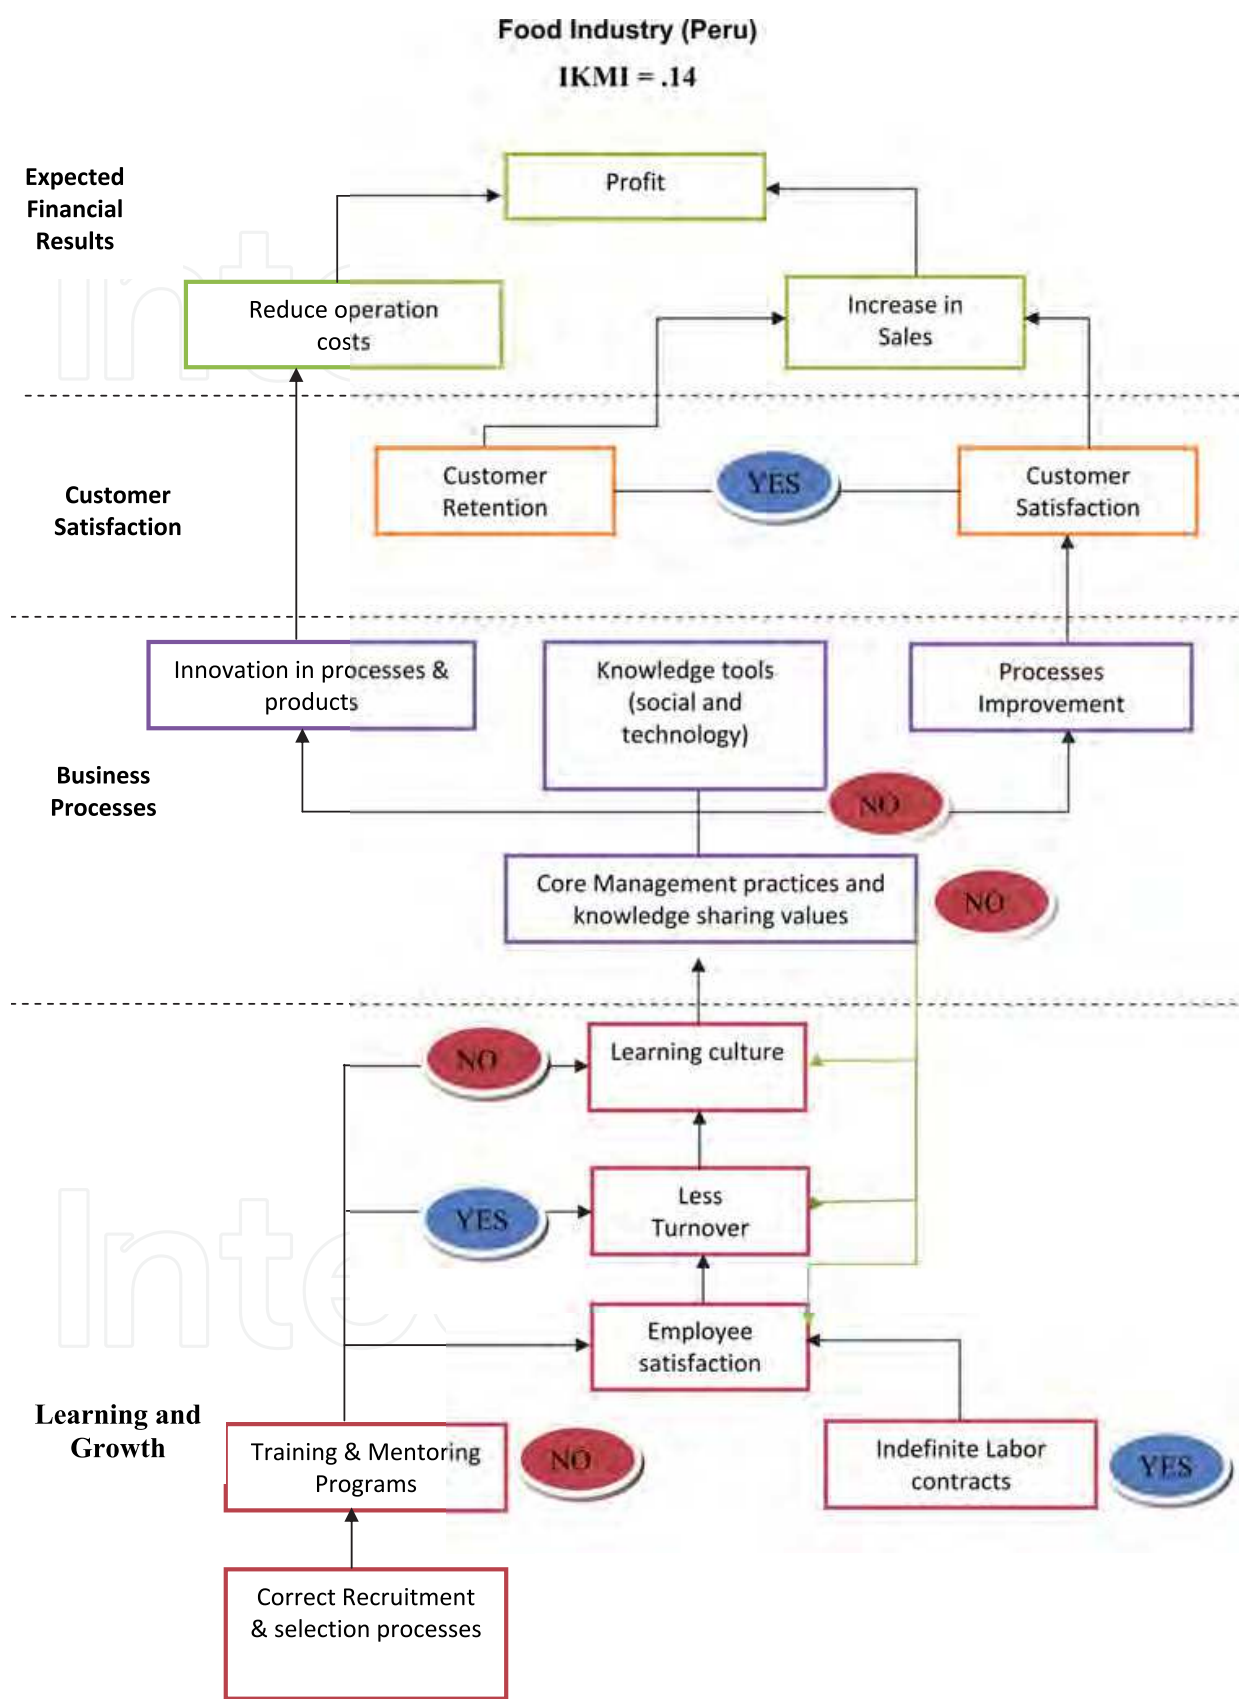 Food Industry (Peru)
IKMI = .14
Expected
Financial
Results
Profit
Reduce operation
costs
Increase in
Sales
Customer
Satisfaction
Customer
Retention
YES
Customer
Satisfaction
Business
Processes
Innovation in processes &
products
Knowledge tools
(social and
technology)
Processes
Improvement
NO
Core Management practices and
knowledge sharing values
NO
NO
Learning culture
YES
Less
Turnover
Employee
satisfaction
Learning and
Growth
Training & Mentoring
Programs
NO
Indefinite Labor
contracts
YES
Correct Recruitment
& selection processes
Inte
Inte